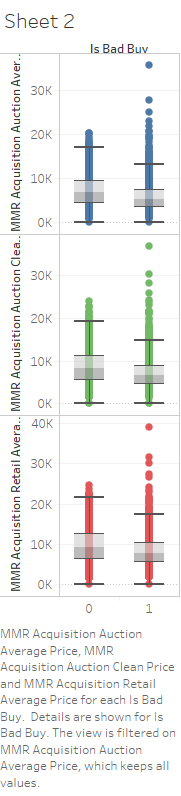 Sheet 2
Is Bad Buy
MMR Acquisition Auction Aver..
30K
20K
10K
0K
MMR Acquisition Auction Clea..
30K
20K
10K
0K
MMR Acquisition Retail Avera..
40K
30K
20K
10K
0K
0 1
MMR Acquisition Auction
Average Price, MMR
Acquisition Auction Clean Price
and MMR Acquisition Retail
Average Price for each Is Bad
Buy.  Details are shown for Is
Bad Buy. The view is filtered on
MMR Acquisition Auction
Average Price, which keeps all
values.